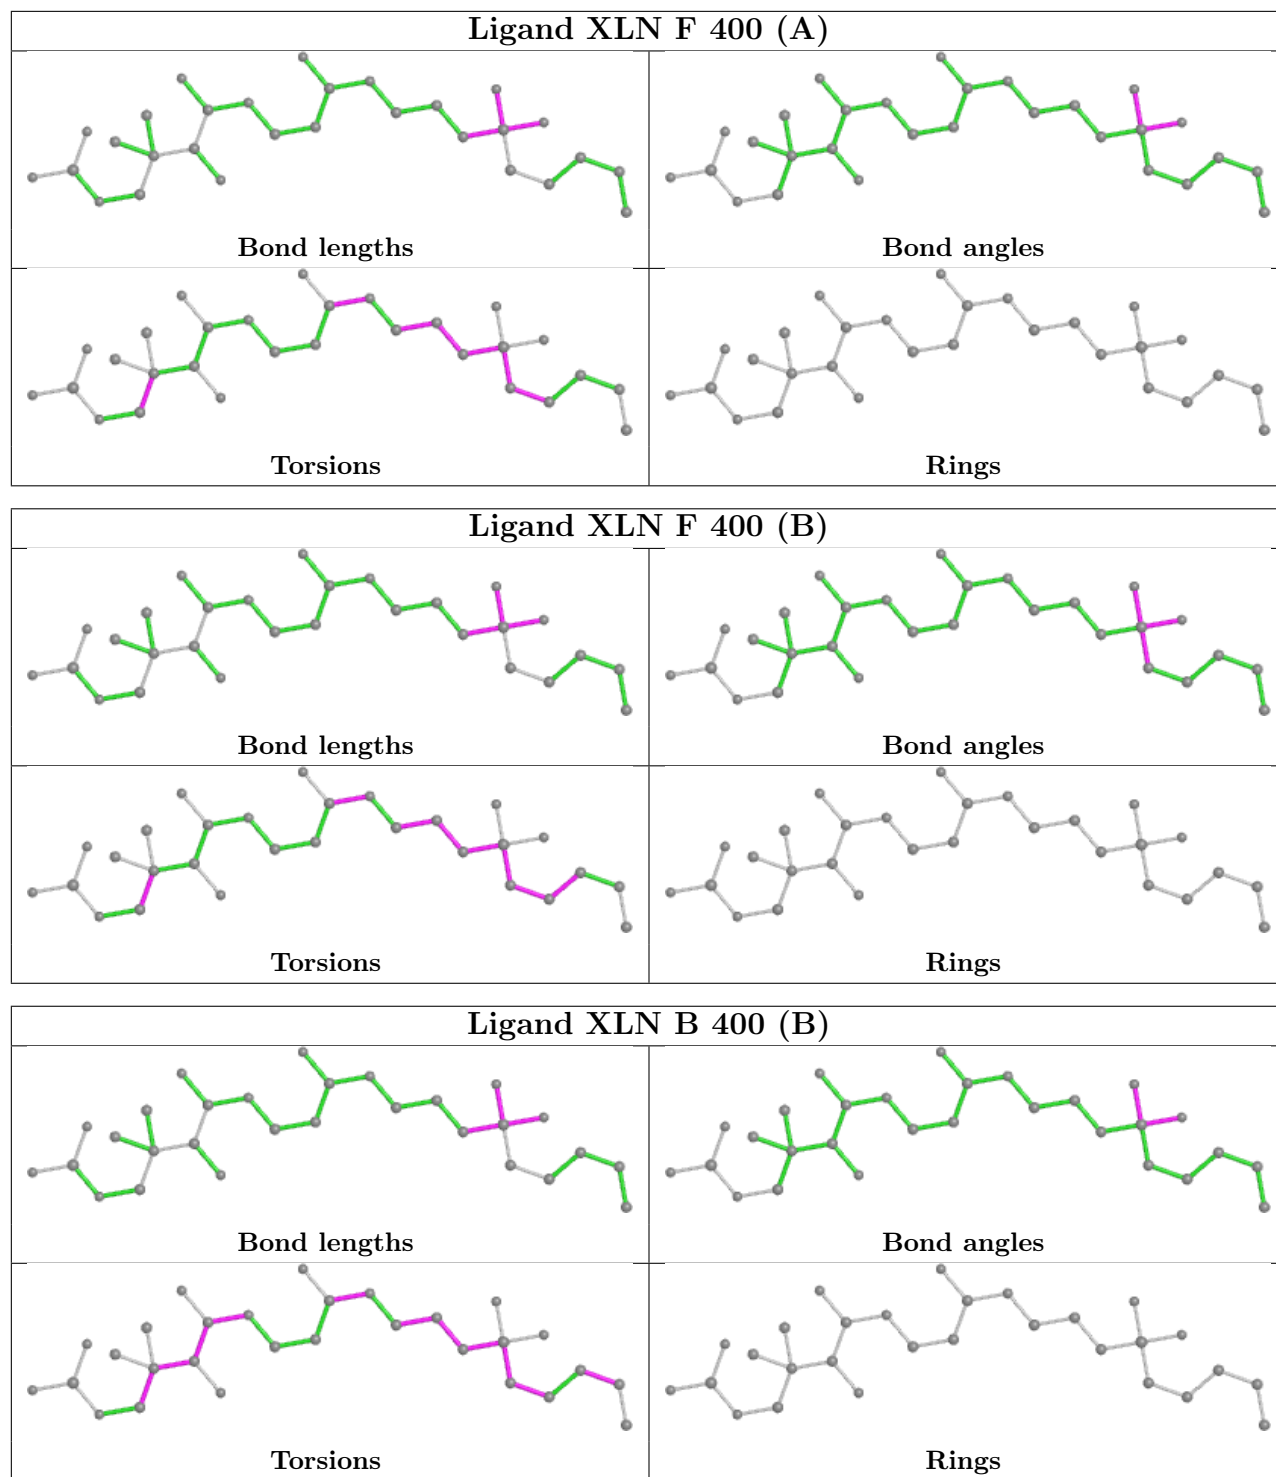 Ligand XLN F 400 (A)
Bond lengths
Bond angles
Torsions
Rings
Ligand XLN F 400 (B)
Bond lengths
Bond angles
Torsions
Rings
Ligand XLN B 400 (B)
Bond lengths
Bond angles
Torsions
Rings